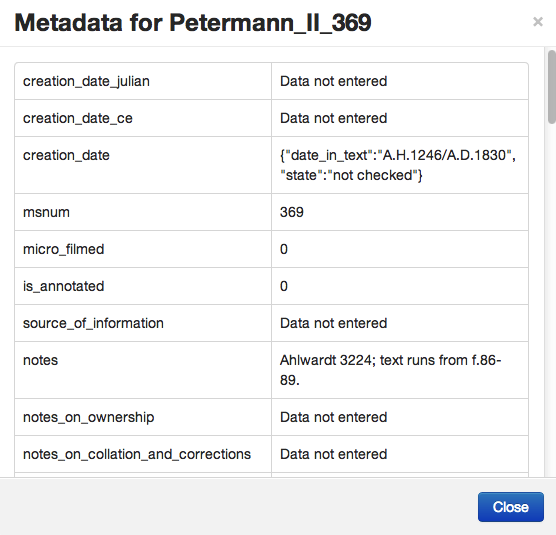 Metadata for Petermann_II_369
×
creation_date_julian Data not entered
creation_date_ce Data not entered
creation_date {"date_in_text":"A.H.1246/A.D.1830",
"state":"not checked"}
msnum 369
micro_filmed 0
is_annotated 0
source_of_information Data not entered
notes Ahlwardt 3224; text runs from f.86-
89.
notes_on_ownership Data not entered
notes_on_collation_and_corrections Data not entered
Close